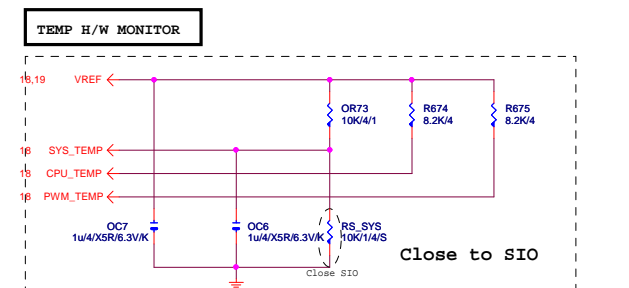 TEMP H/W MONITOR
18,19 VREF
OR73
10K/4/1
R674
8.2K/4
R675
8.2K/4
18 SYS_TEMP
18 CPU_TEMP
18 PWM_TEMP
OC7
1u/4/X5R/6.3V/K
OC6
1u/4/X5R/6.3V/K
RS_SYS
10K/1/4/S
Close to SIO
Close SIO